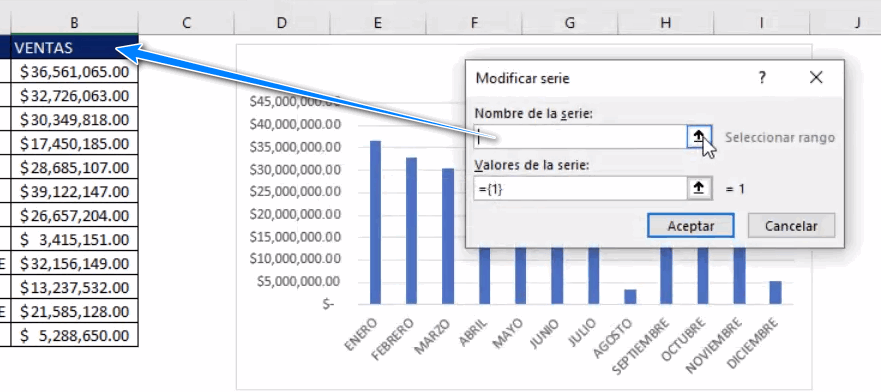 B C D E F G H I J
VENTAS
$36,561,065.00
$32,726,063.00
$30,349,818.00
$17,450,185.00
$28,685,107.00
$39,122,147.00
$26,657,204.00
$ 3,415,151.00
E $32,156,149.00
$13,237,532.00
E $21,585,128.00
$ 5,288,650.00
$45,000,000.00
$40,000,000.00
$35,000,000.00
$30,000,000.00
$25,000,000.00
$20,000,000.00
$15,000,000.00
$10,000,000.00
$5,000,000.00
$-
ENERO
FEBRERO
MARZO
ABRIL
MAYO
JUNIO
JULIO
AGOSTO
SEPTIEMBRE
OCTUBRE
NOVIEMBRE
DICIEMBRE
Modificar serie ?
Nombre de la serie:
Seleccionar rango
Valores de la serie:
={1} = 1
Aceptar Cancelar